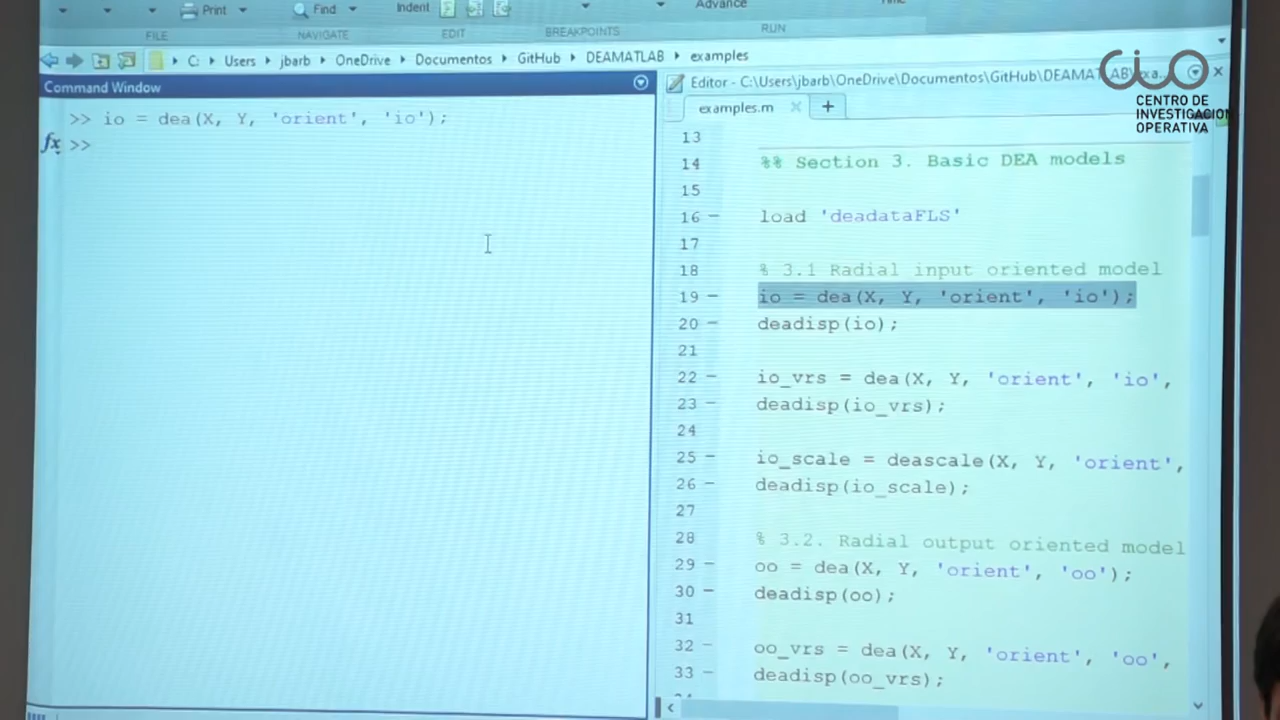 Print Find Indent Advance
FILE NAVIGATE EDIT BREAKPOINTS RUN
C: Users jbarb OneDrive Documentos GitHub DEAMATLAB examples
Command Window
>> io = dea(X, Y, 'orient', 'io');
fx >>
Editor - C:\Users\jbarb\OneDrive\Documentos\GitHub\DEAMATLAB\exa...
examples.m × +
13
14 %% Section 3. Basic DEA models
15
16 – load 'deadataFLS'
17
18 % 3.1 Radial input oriented model
19 – io = dea(X, Y, 'orient', 'io');
20 – deadisp(io);
21
22 – io_vrs = dea(X, Y, 'orient', 'io',
23 – deadisp(io_vrs);
24
25 – io_scale = deascale(X, Y, 'orient',
26 – deadisp(io_scale);
27
28 % 3.2. Radial output oriented model
29 – oo = dea(X, Y, 'orient', 'oo');
30 – deadisp(oo);
31
32 – oo_vrs = dea(X, Y, 'orient', 'oo',
33 – deadisp(oo_vrs);
cio
CENTRO DE
INVESTIGACION
OPERATIVA